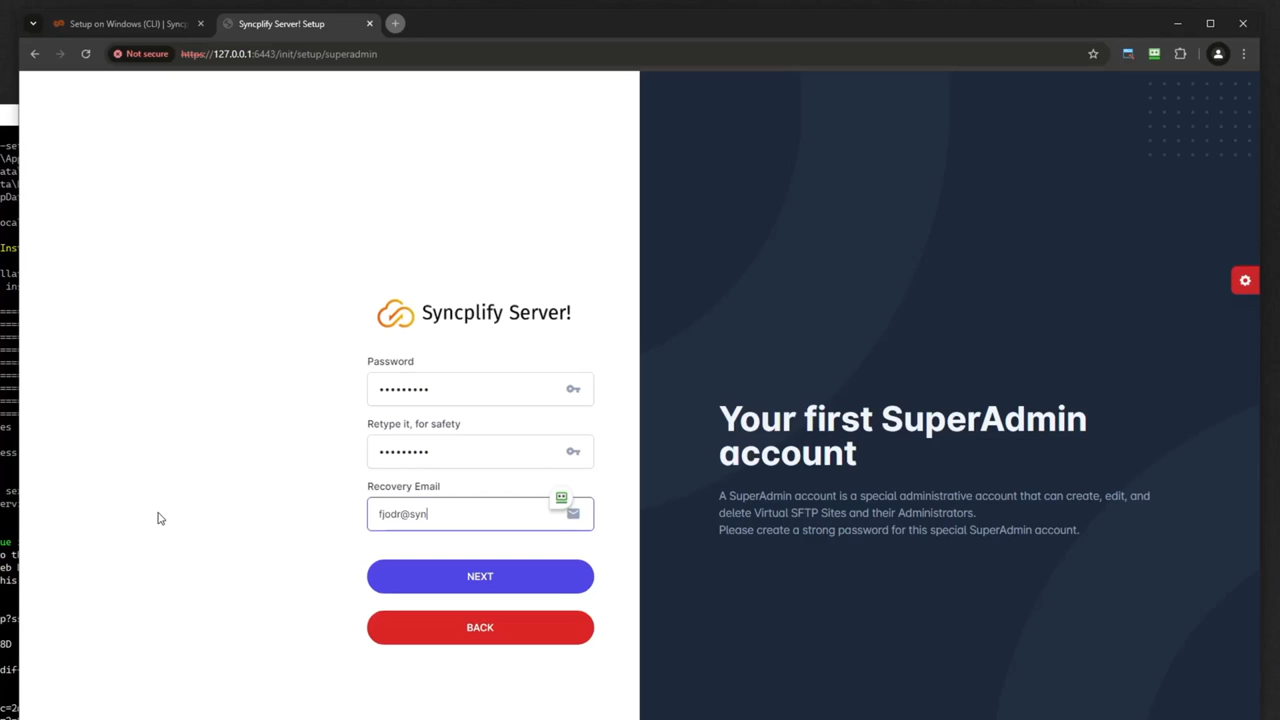 Setup on Windows (CLI) | Sync
Syncplify Server! Setup
Not secure
https://127.0.0.1:6443/init/setup/superadmin
Syncplify Server!
Password
•••••••••
Retype it, for safety
•••••••••
Recovery Email
fjodr@syn
NEXT
BACK
Your first SuperAdmin
account
A SuperAdmin account is a special administrative account that can create, edit, and
delete Virtual SFTP Sites and their Administrators.
Please create a strong password for this special SuperAdmin account.